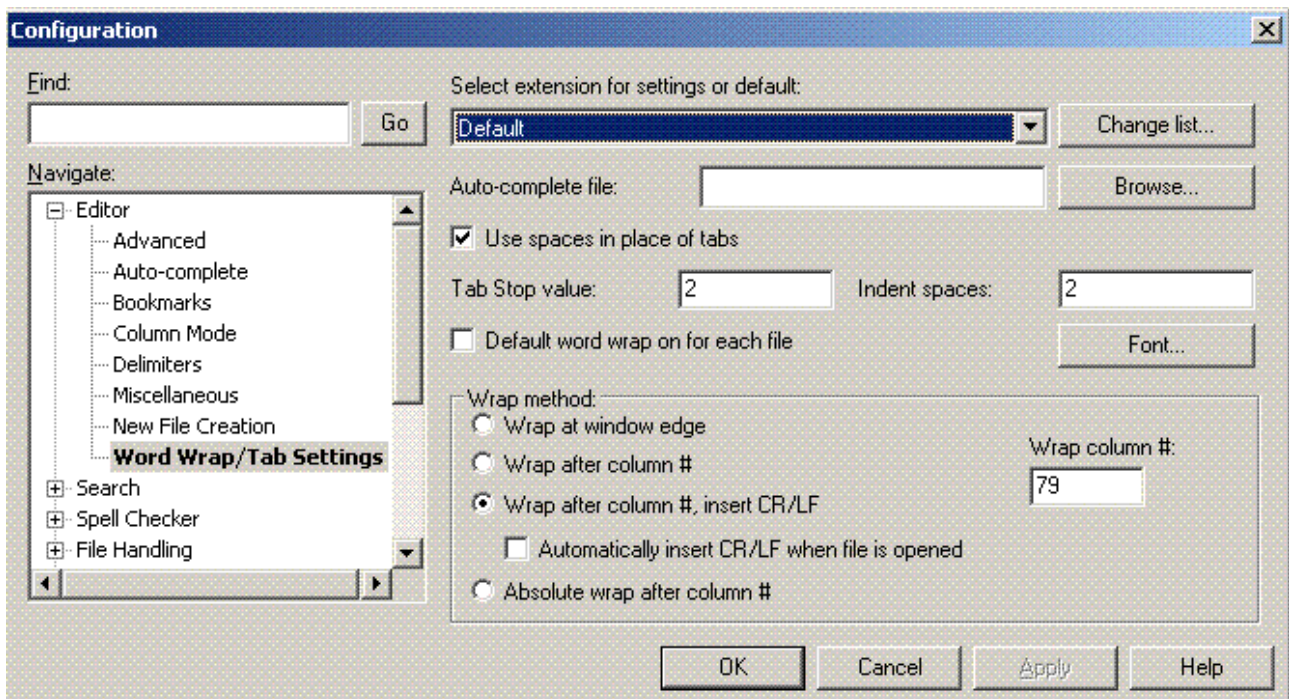 Configuration
Find:
Go
Navigate:
Editor
Advanced
Auto-complete
Bookmarks
Column Mode
Delimiters
Miscellaneous
New File Creation
Word Wrap/Tab Settings
Search
Spell Checker
File Handling
Select extension for settings or default:
Default
Change list...
Auto-complete file:
Browse...
Use spaces in place of tabs
Tab Stop value: 2 Indent spaces: 2
Default word wrap on for each file
Font...
Wrap method:
Wrap at window edge
Wrap after column #
Wrap column #:
79
Wrap after column #, insert CR/LF
Automatically insert CR/LF when file is opened
Absolute wrap after column #
OK Cancel Apply Help